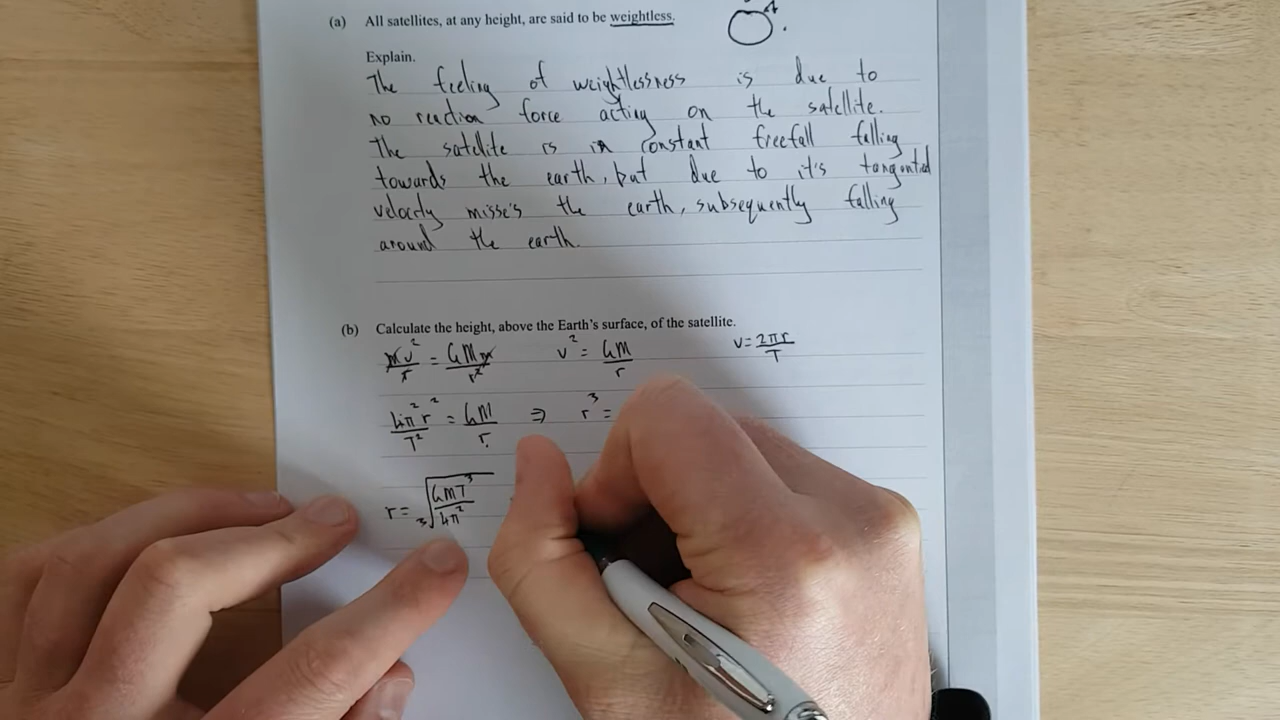 (a) All satellites, at any height, are said to be weightless.
Explain.
The feeling of weightlessness is due to
no reaction force acting on the satellite.
The satellite is in constant freefall falling
towards the earth, but due to it's tangential
velocity misse's the earth, subsequently falling
around the earth.
(b) Calculate the height, above the Earth's surface, of the satellite.
mv²/r = GMm/r² v² = GM/r v = 2πr/T
4π²r²/T² = GM/r ⇒ r³ =
r = ³√(GMT³/4π²)